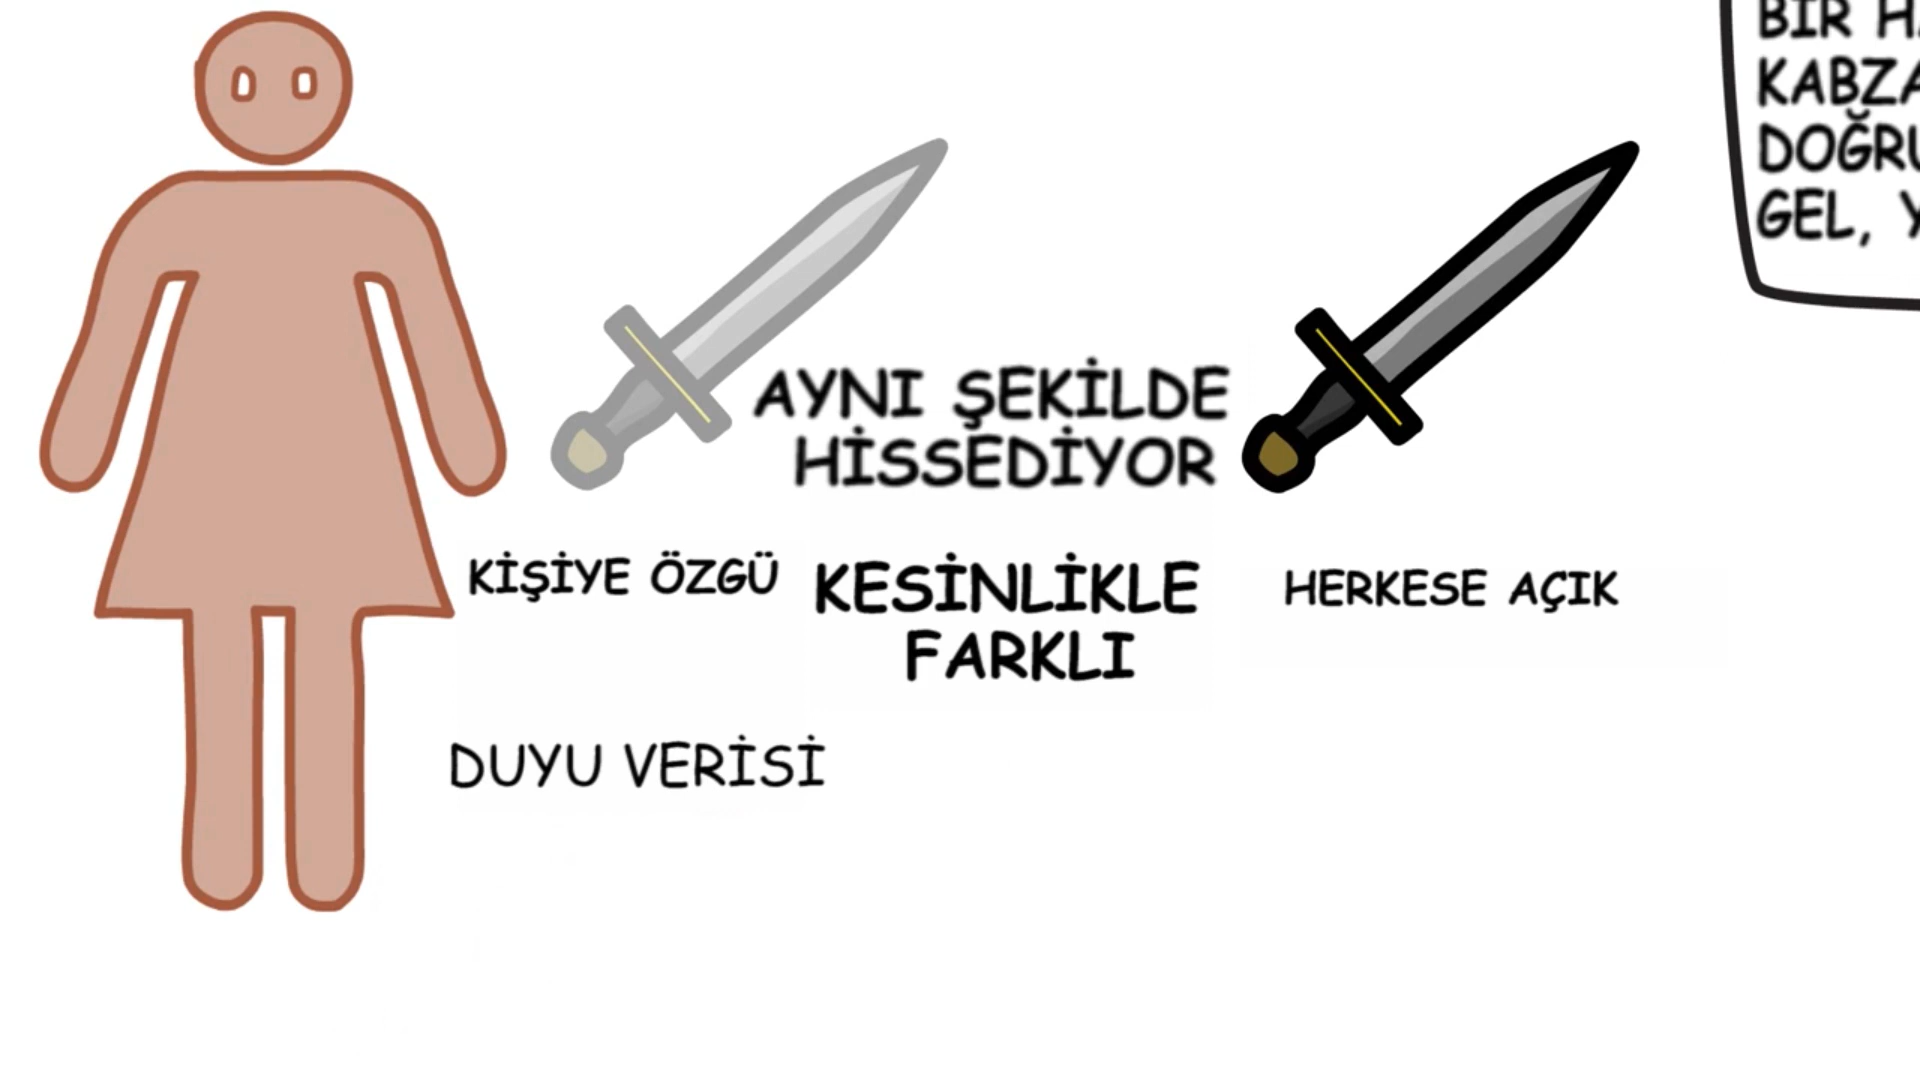 BİR
KABZA
DOĞRU
GEL,
AYNI ŞEKİLDE
HİSSEDİYOR
KİŞİYE ÖZGÜ
KESİNLİKLE
FARKLI
HERKESE AÇIK
DUYU VERİSİ